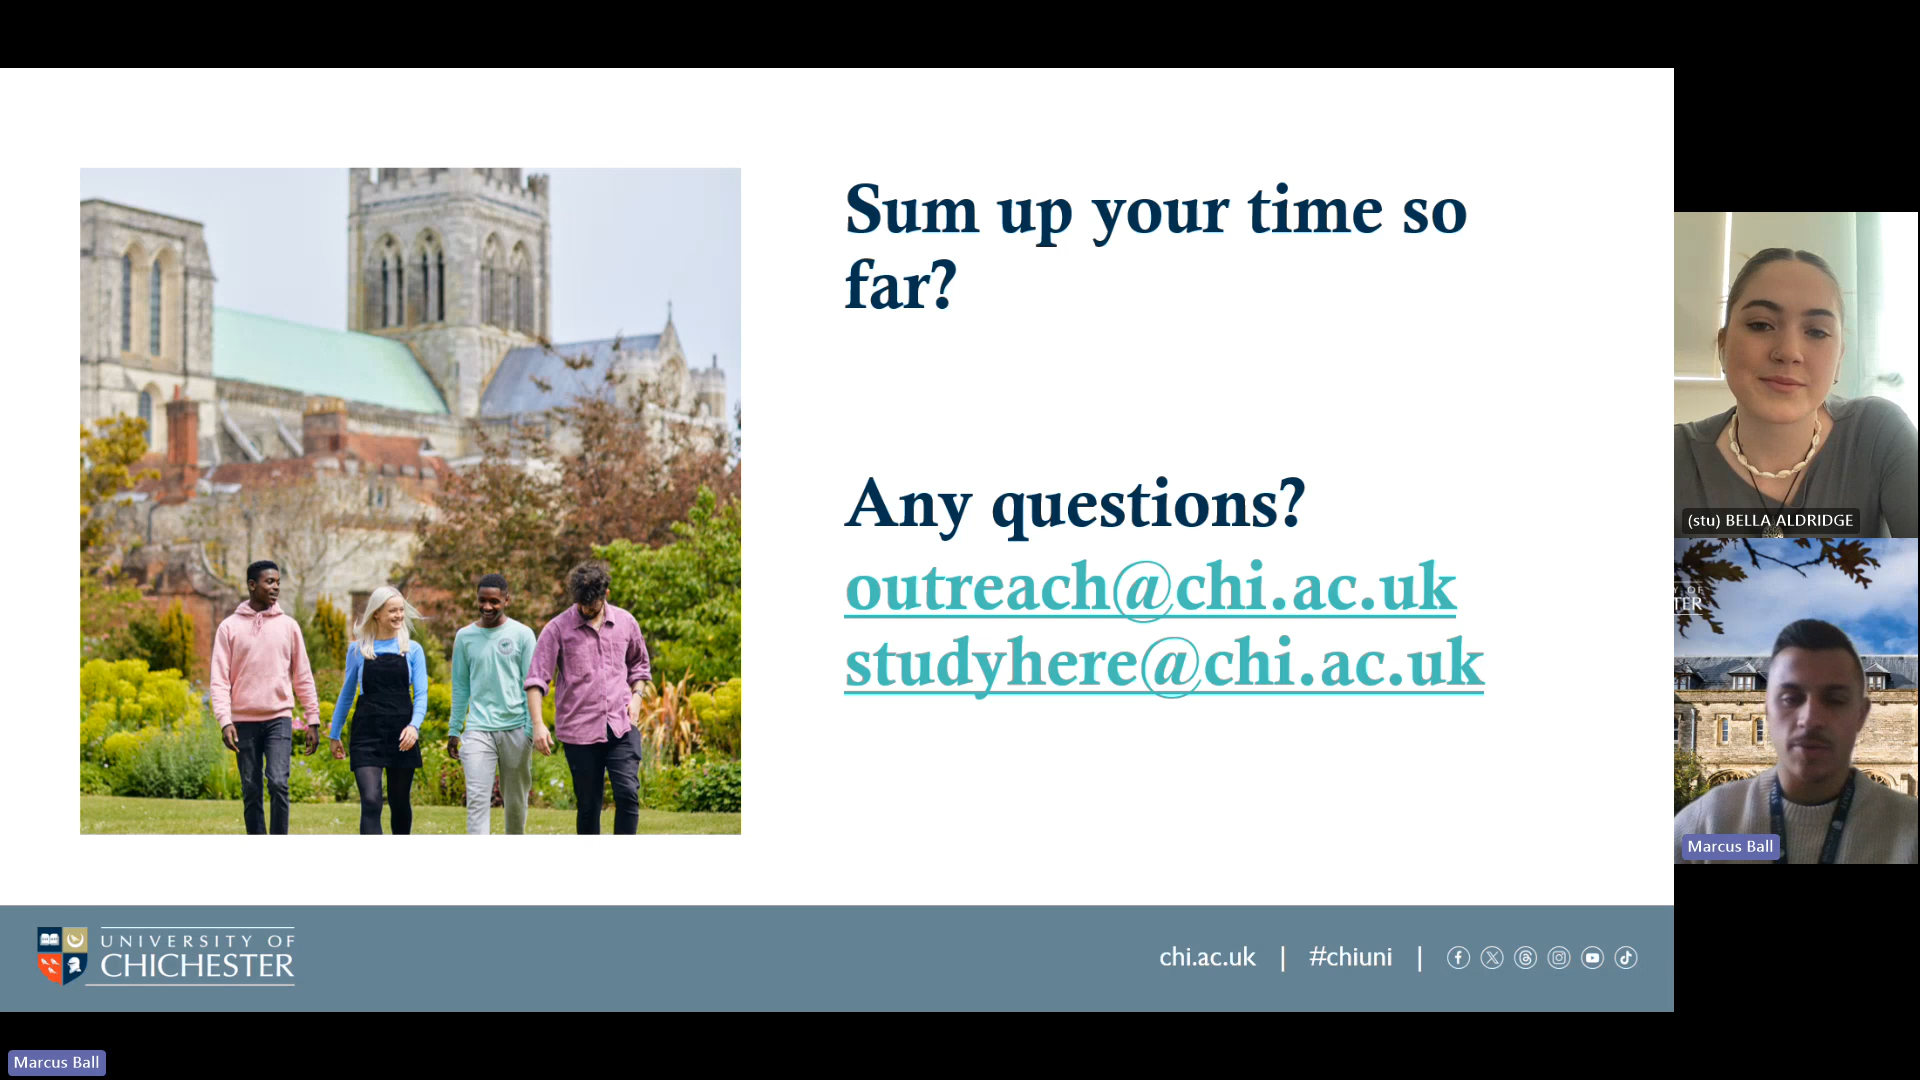 Sum up your time so
far?
Any questions?
outreach@chi.ac.uk
studyhere@chi.ac.uk
(stu) BELLA ALDRIDGE
Marcus Ball
UNIVERSITY OF
CHICHESTER
chi.ac.uk | #chiuni |
Marcus Ball